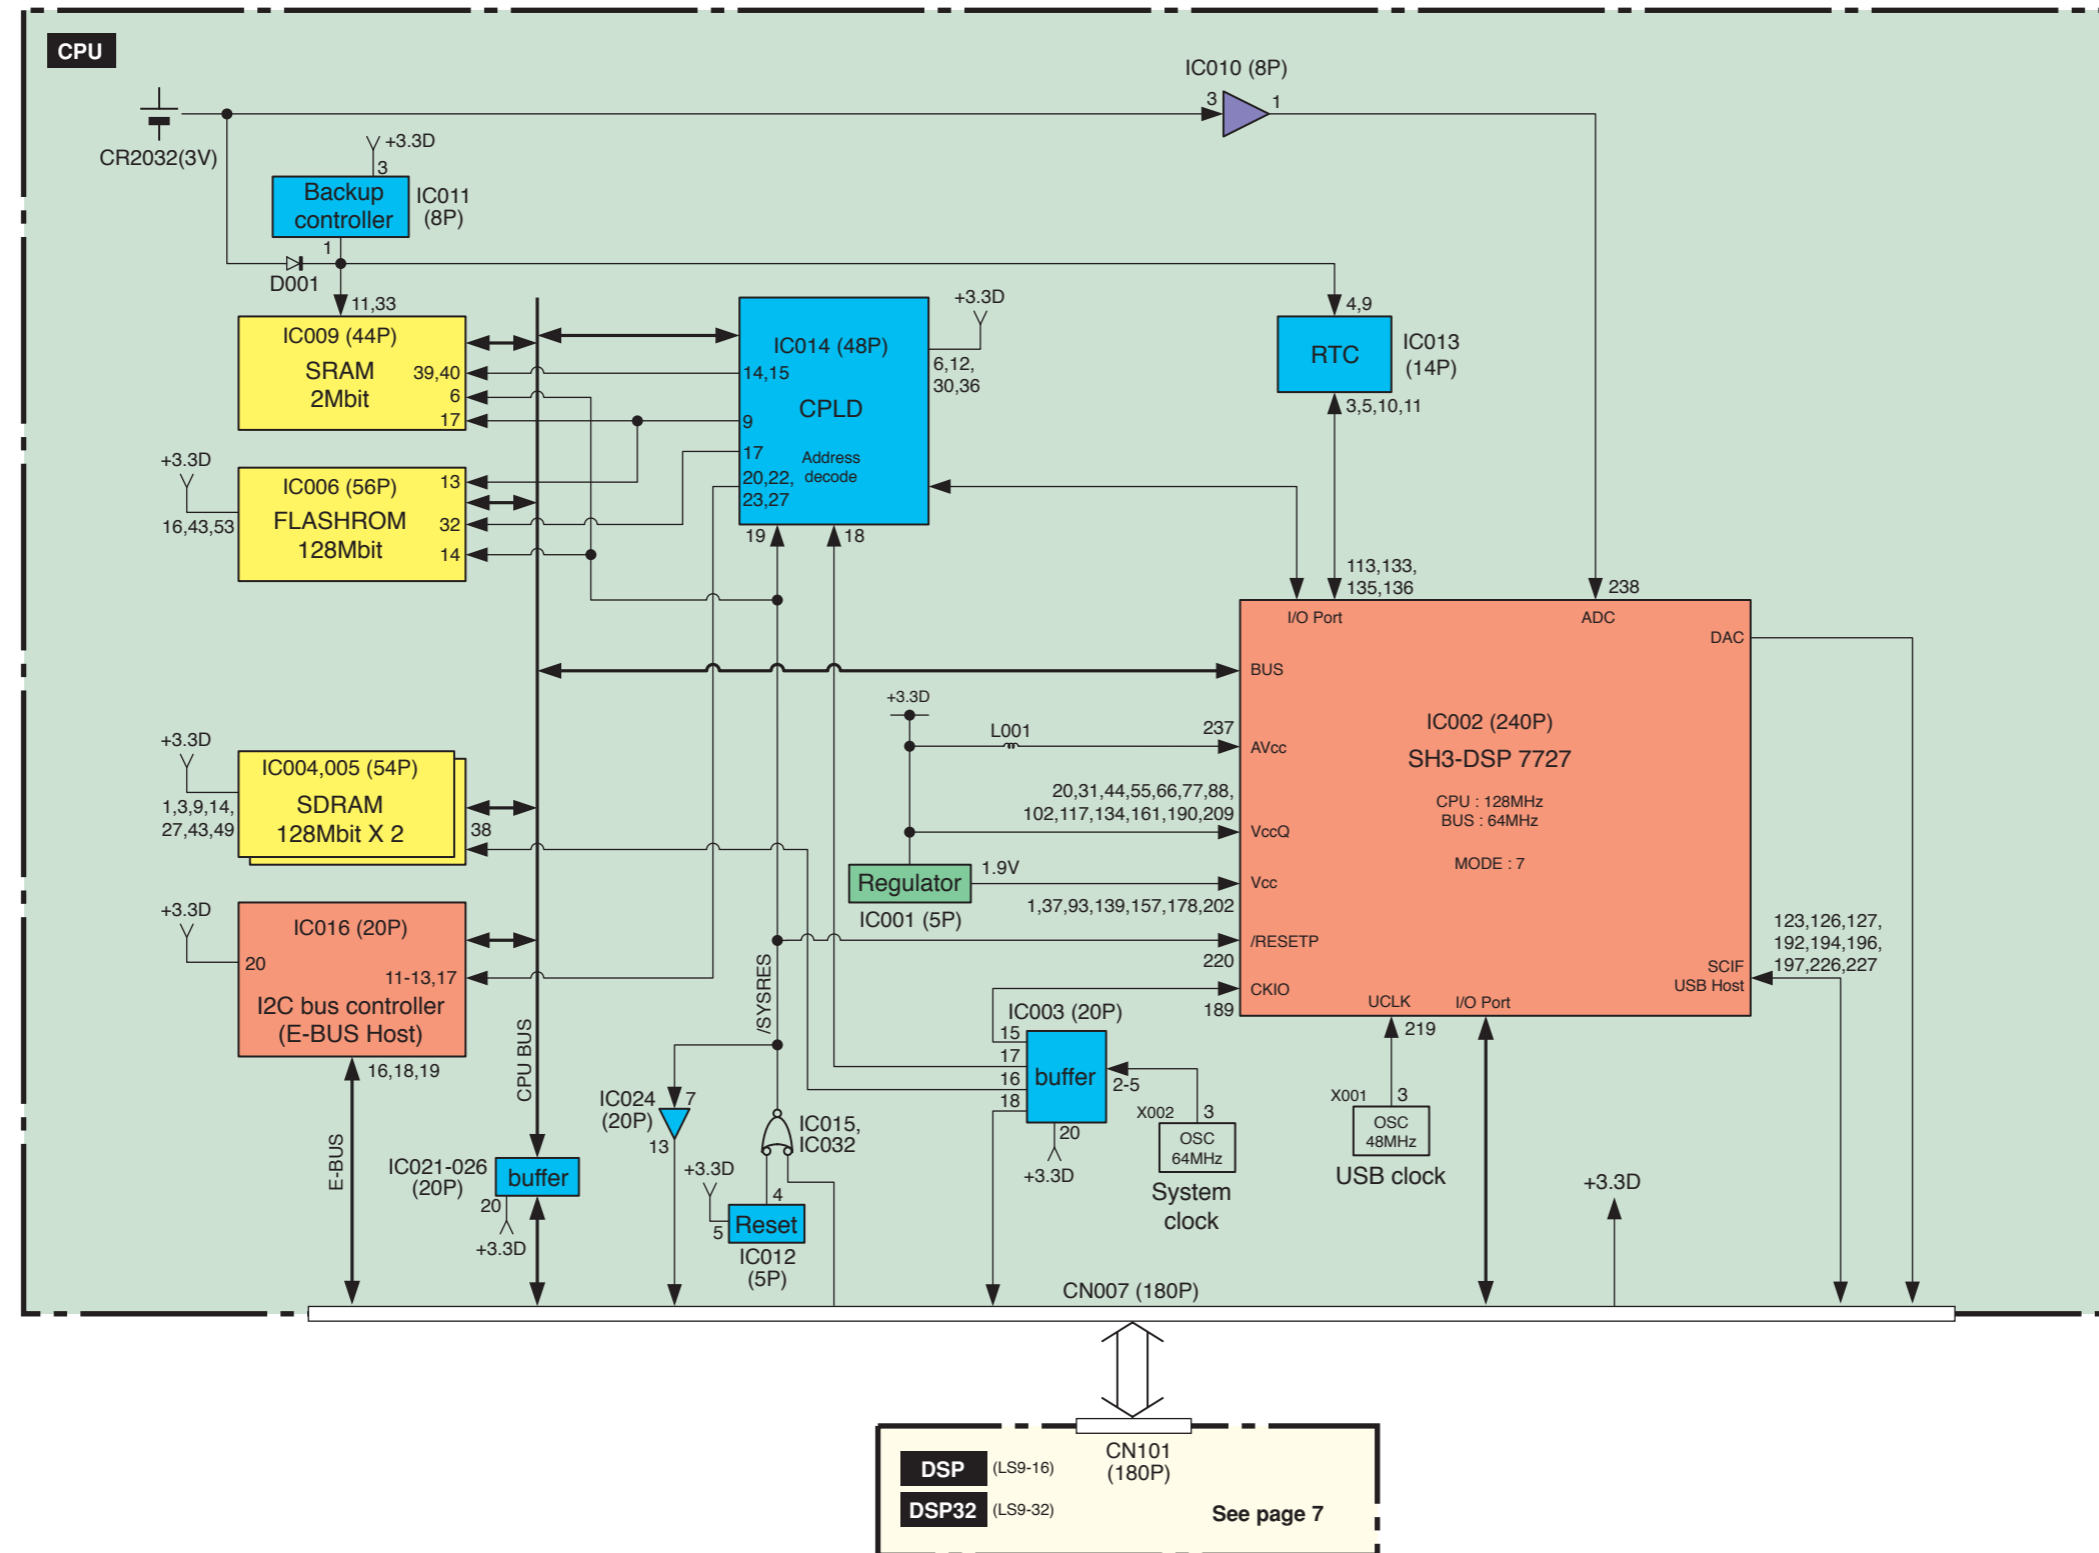 CPU
IC010 (8P)
3
1
CR2032(3V)
+3.3D
3
Backup
controller
IC011
(8P)
1
D001
11,33
IC009 (44P)
SRAM
2Mbit
39,40
6
17
IC014 (48P)
14,15
CPLD
9
17
Address
decode
20,22,
23,27
19
18
+3.3D
6,12,
30,36
4,9
RTC
IC013
(14P)
3,5,10,11
+3.3D
16,43,53
IC006 (56P)
FLASHROM
128Mbit
13
32
14
113,133,
135,136
238
I/O Port
ADC
DAC
BUS
IC002 (240P)
SH3-DSP 7727
CPU : 128MHz
BUS : 64MHz
MODE : 7
+3.3D
L001
237
AVcc
20,31,44,55,66,77,88,
102,117,134,161,190,209
VccQ
Regulator
1.9V
IC001 (5P)
Vcc
1,37,93,139,157,178,202
/RESETP
220
CKIO
189
UCLK
I/O Port
SCIF
USB Host
123,126,127,
192,194,196,
197,226,227
219
+3.3D
1,3,9,14,
27,43,49
IC004,005 (54P)
SDRAM
128Mbit X 2
38
+3.3D
20
IC016 (20P)
11-13,17
I2C bus controller
(E-BUS Host)
16,18,19
E-BUS
CPU BUS
/SYSRES
IC003 (20P)
15
17
16
18
buffer
2-5
20
+3.3D
X002
3
OSC
64MHz
System
clock
X001
3
OSC
48MHz
USB clock
+3.3D
IC024
(20P)
7
13
IC015,
IC032
+3.3D
4
5
Reset
IC012
(5P)
IC021-026
(20P)
buffer
20
+3.3D
CN007 (180P)
CN101
(180P)
DSP
(LS9-16)
DSP32
(LS9-32)
See page 7